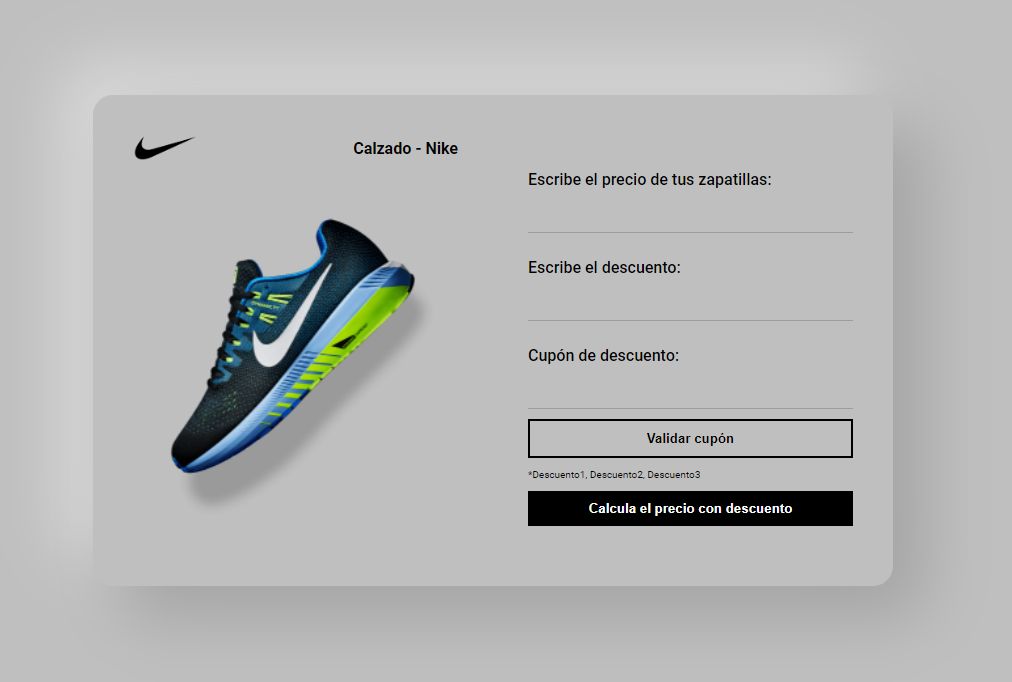 Calzado - Nike
Escribe el precio de tus zapatillas:
Escribe el descuento:
Cupón de descuento:
Validar cupón
*Descuento1, Descuento2, Descuento3
Calcula el precio con descuento